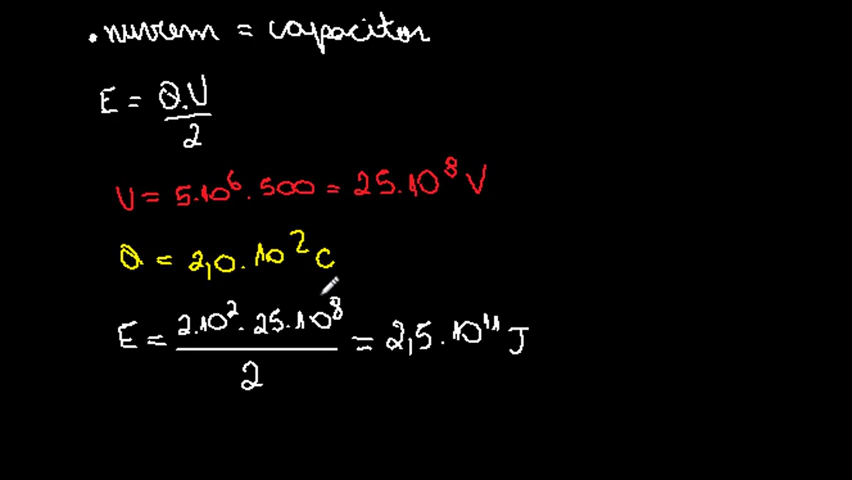 . nuvem = capacitor
E = Q.V/2
U = 5.10⁶.500 = 25.10⁸ V
Q = 2,0.10² C
E = 2.10².25.10⁸/2 = 2,5.10¹¹ J